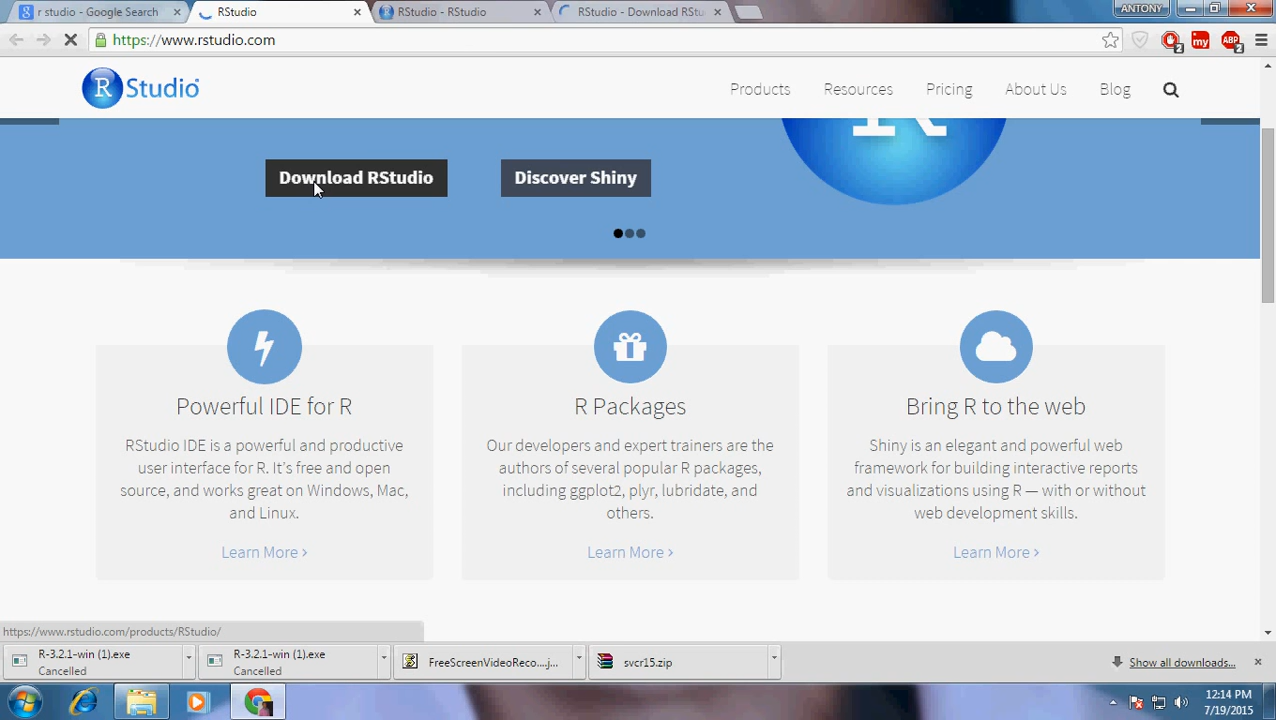 r studio - Google Search
RStudio
RStudio - RStudio
RStudio - Download RStu
ANTONY
https://www.rstudio.com
2
my
ABP
2
R Studio
Products
Resources
Pricing
About Us
Blog
R
Download RStudio
Discover Shiny
Powerful IDE for R
RStudio IDE is a powerful and productive
user interface for R. It's free and open
source, and works great on Windows, Mac,
and Linux.
Learn More ›
R Packages
Our developers and expert trainers are the
authors of several popular R packages,
including ggplot2, plyr, lubridate, and
others.
Learn More ›
Bring R to the web
Shiny is an elegant and powerful web
framework for building interactive reports
and visualizations using R — with or without
web development skills.
Learn More ›
https://www.rstudio.com/products/RStudio/
R-3.2.1-win (1).exe
Cancelled
R-3.2.1-win (1).exe
Cancelled
FreeScreenVideoReco....j...
svcr15.zip
Show all downloads...
12:14 PM
7/19/2015